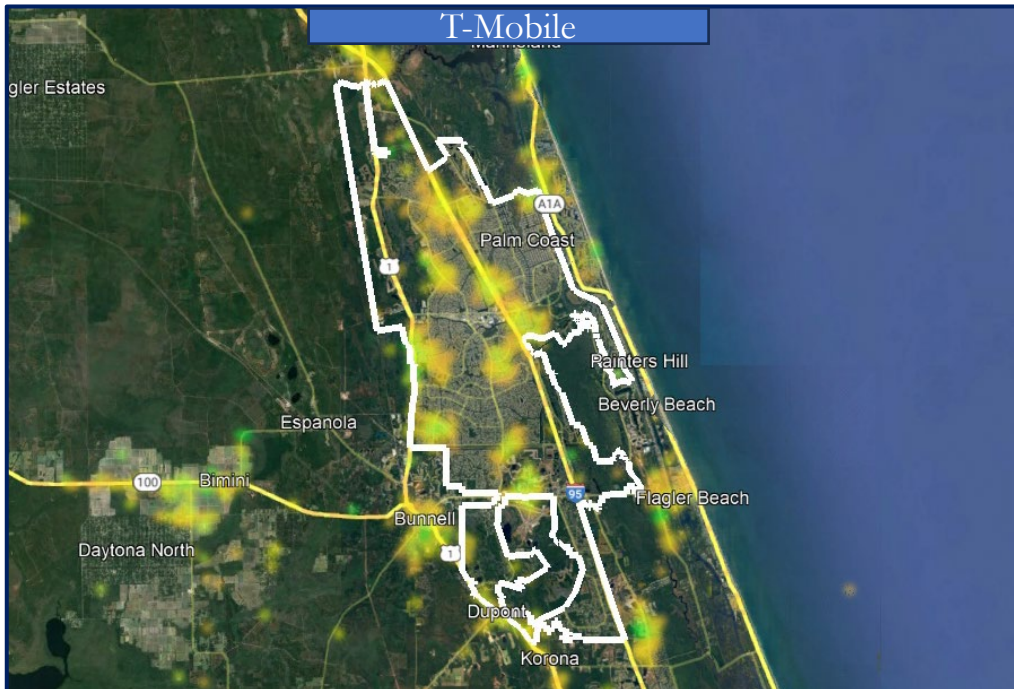 T-Mobile
gler Estates
A1A
Palm Coast
1
Painters Hill
Beverly Beach
Espanola
100
Bimini
95
Flagler Beach
Bunnell
Daytona North
1
Dupont
Korona